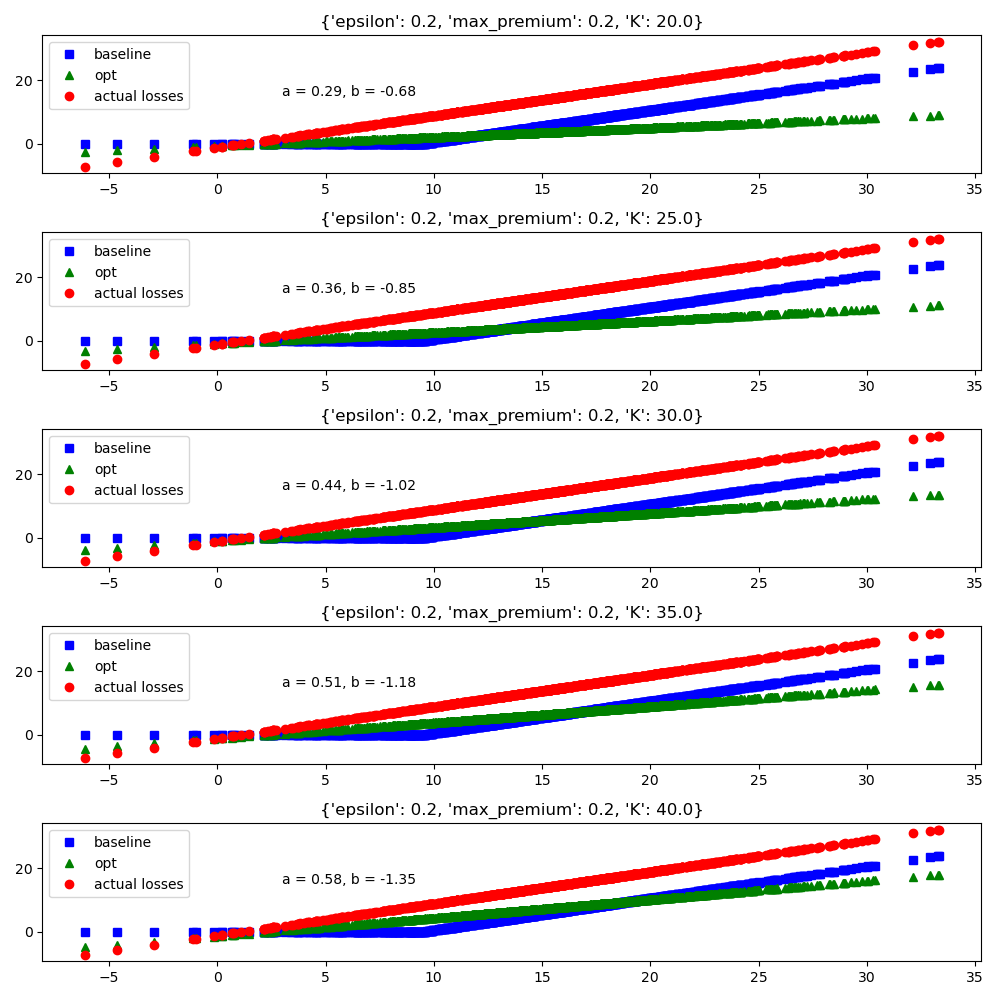 {'epsilon': 0.2, 'max_premium': 0.2, 'K': 20.0}
baseline
opt
actual losses
a = 0.29, b = -0.68
20
0
−5 0 5 10 15 20 25 30 35
{'epsilon': 0.2, 'max_premium': 0.2, 'K': 25.0}
baseline
opt
actual losses
a = 0.36, b = -0.85
20
0
−5 0 5 10 15 20 25 30 35
{'epsilon': 0.2, 'max_premium': 0.2, 'K': 30.0}
baseline
opt
actual losses
a = 0.44, b = -1.02
20
0
−5 0 5 10 15 20 25 30 35
{'epsilon': 0.2, 'max_premium': 0.2, 'K': 35.0}
baseline
opt
actual losses
a = 0.51, b = -1.18
20
0
−5 0 5 10 15 20 25 30 35
{'epsilon': 0.2, 'max_premium': 0.2, 'K': 40.0}
baseline
opt
actual losses
a = 0.58, b = -1.35
20
0
−5 0 5 10 15 20 25 30 35